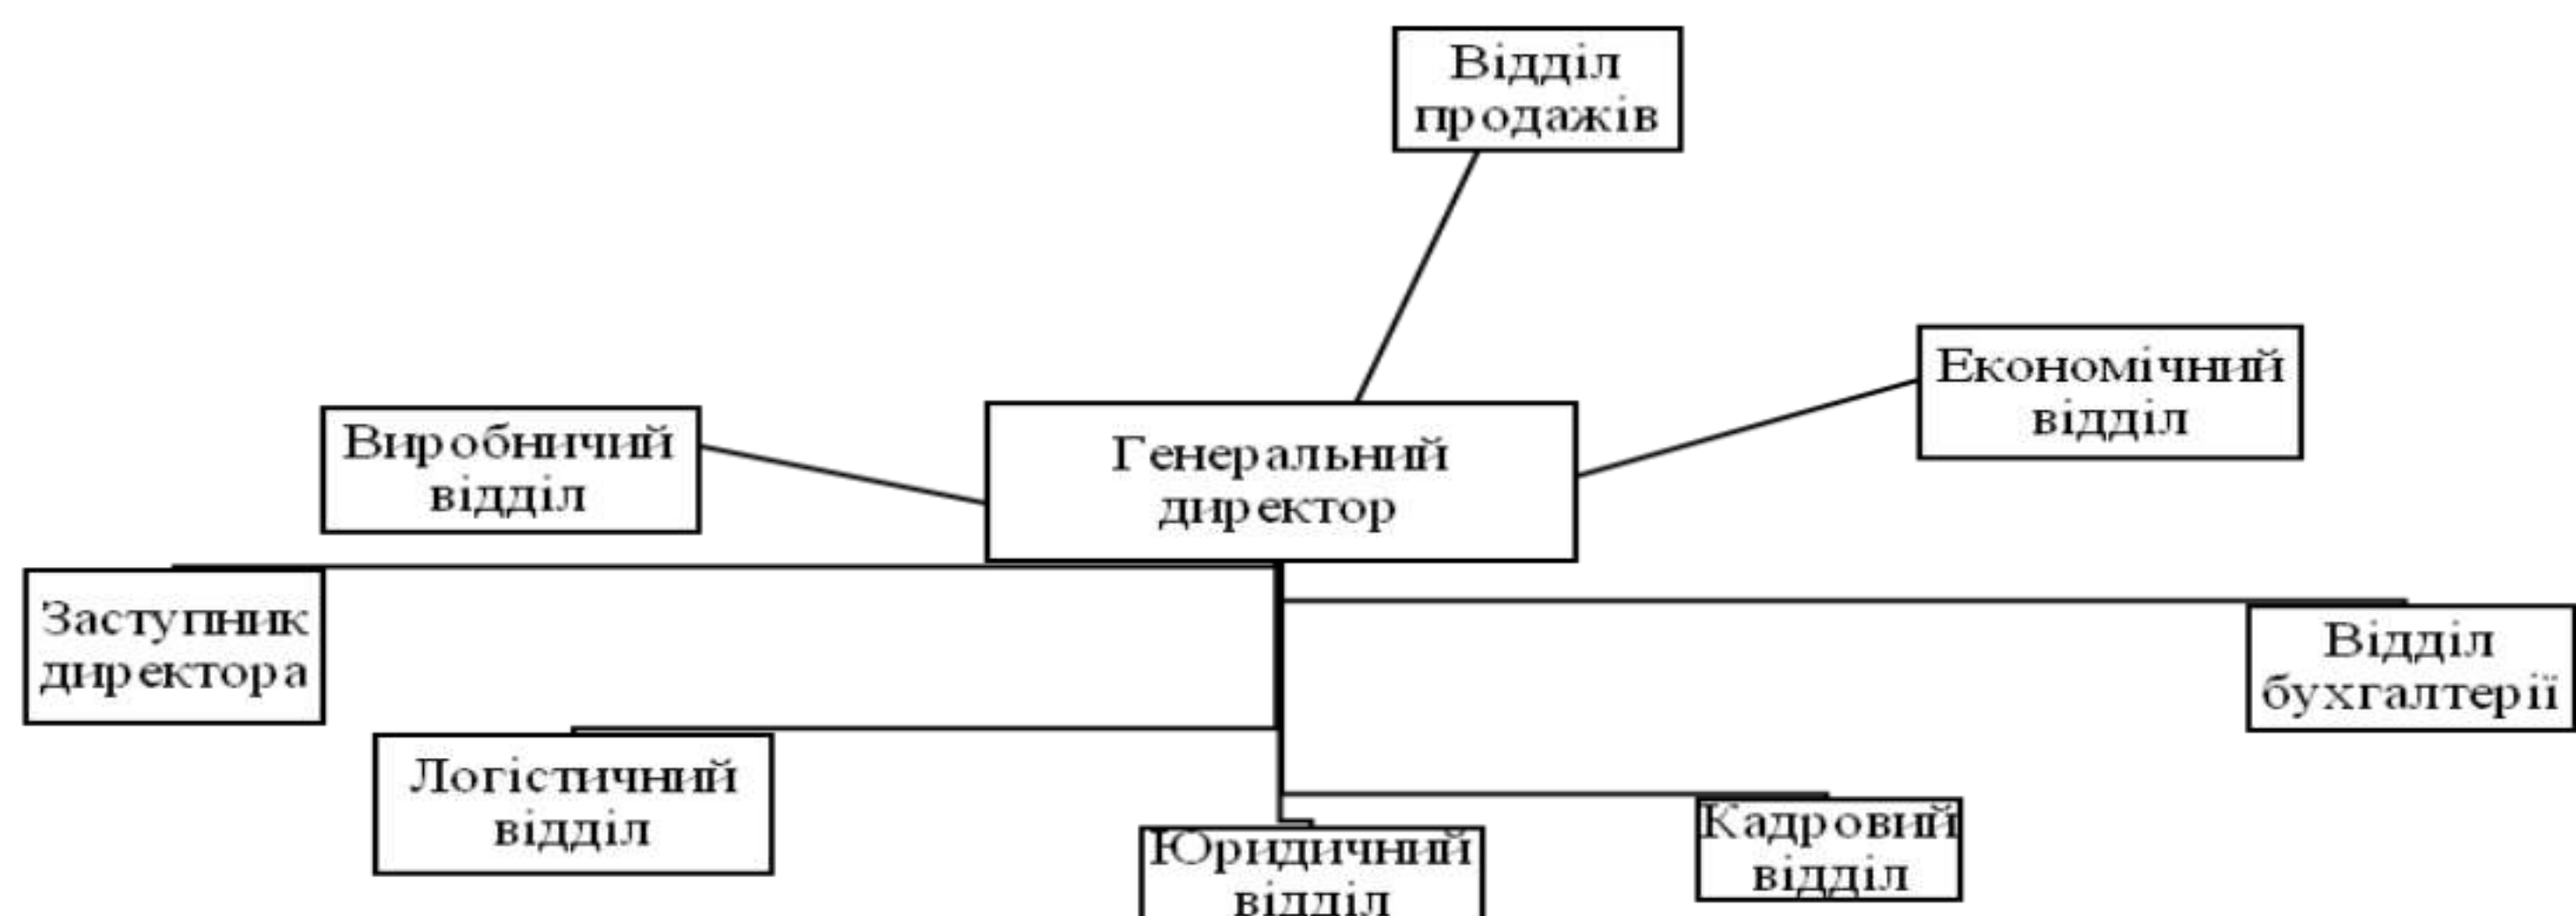 Відділ
продажів
Економічний
відділ
Виробничий
відділ
Генеральний
директор
Заступник
директора
Відділ
бухгалтерії
Логістичний
відділ
Юридичний
відділ
Кадровий
відділ